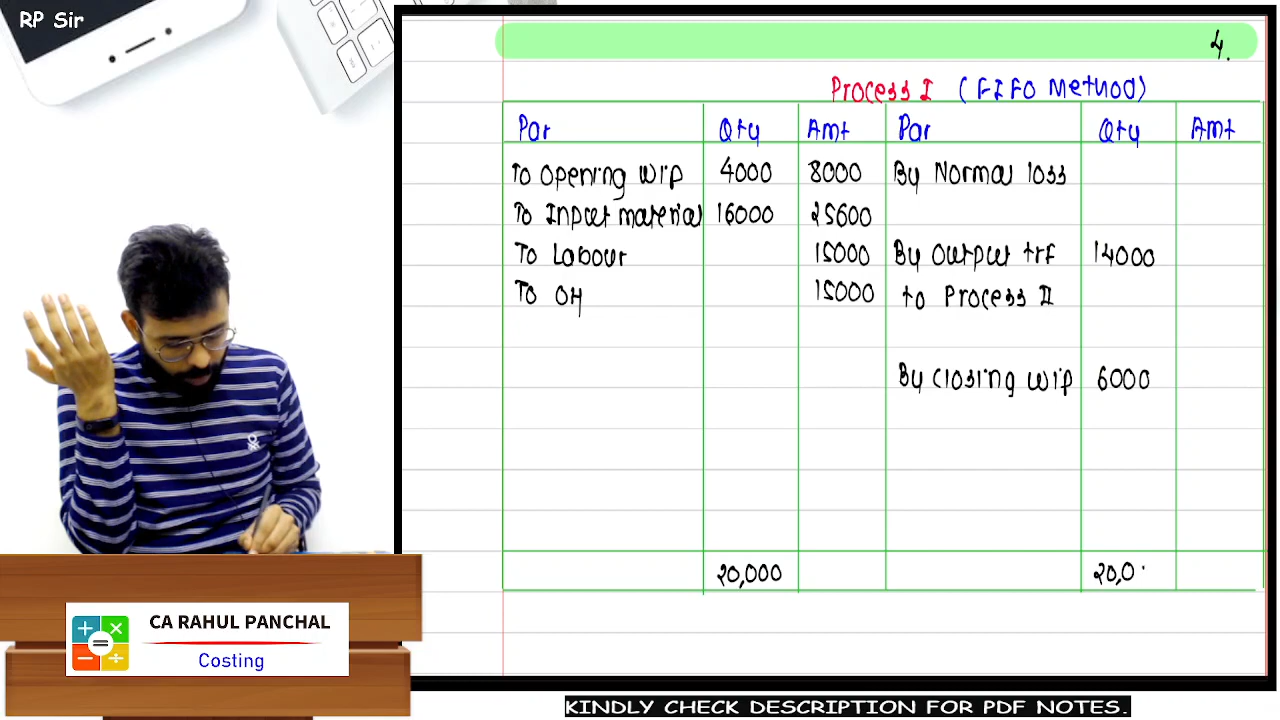 RP Sir
4.
Process I (FIFO Method)
Par Qty Amt Par Qty Amt
To Opening WIP 4000 8000 By Normal loss
To Input material 16000 25600
To Labour 15000 By Output trf 14000
To OH 15000 to Process II
By closing WIP 6000
20,000 20,0
CA RAHUL PANCHAL
Costing
KINDLY CHECK DESCRIPTION FOR PDF NOTES.